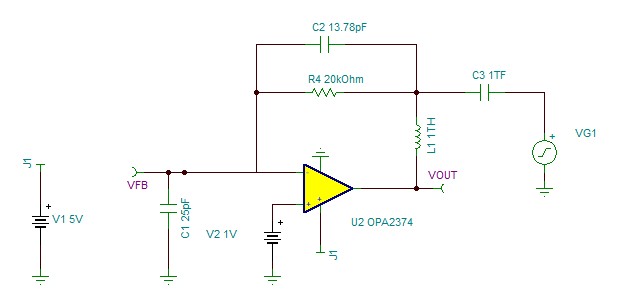 C2 13.78pF
R4 20kOhm
C3 1TF
L1 1TH
VG1
+
J1
VFB
VOUT
+
V1 5V
C1 25pF
V2 1V
+
-
+
+
U2 OPA2374
J1